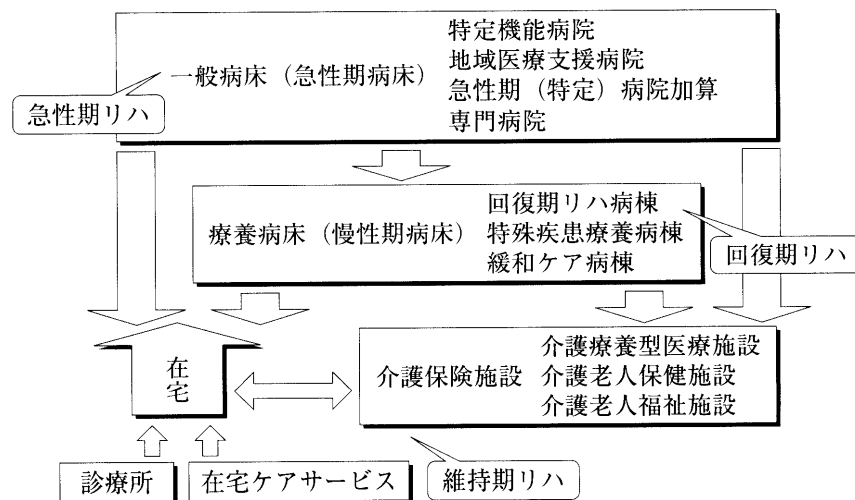 特定機能病院
地域医療支援病院
一般病床（急性期病床）
急性期（特定）病院加算
専門病院
急性期リハ
回復期リハ病棟
療養病床（慢性期病床）
特殊疾患療養病棟
緩和ケア病棟
回復期リハ
在宅
介護療養型医療施設
介護保険施設
介護老人保健施設
介護老人福祉施設
診療所
在宅ケアサービス
維持期リハ